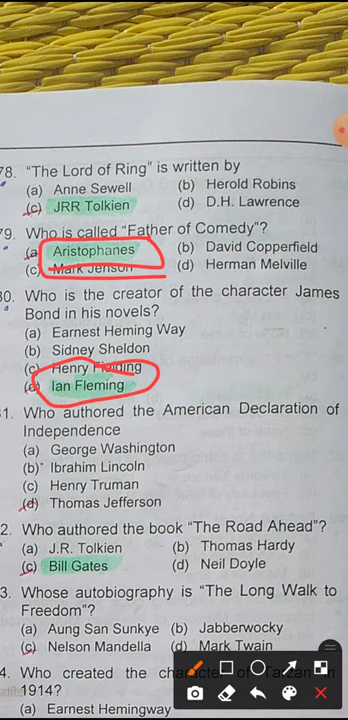 78. "The Lord of Ring" is written by
(a) Anne Sewell (b) Herold Robins
(c) JRR Tolkien (d) D.H. Lawrence
79. Who is called "Father of Comedy"?
(a) Aristophanes (b) David Copperfield
(c) Mark Jenson (d) Herman Melville
30. Who is the creator of the character James
Bond in his novels?
(a) Earnest Heming Way
(b) Sidney Sheldon
(c) Henry Fielding
(e) Ian Fleming
31. Who authored the American Declaration of
Independence
(a) George Washington
(b) Ibrahim Lincoln
(c) Henry Truman
(d) Thomas Jefferson
2. Who authored the book "The Road Ahead"?
(a) J.R. Tolkien (b) Thomas Hardy
(c) Bill Gates (d) Neil Doyle
3. Whose autobiography is "The Long Walk to
Freedom"?
(a) Aung San Sunkye (b) Jabberwocky
(c) Nelson Mandella (d) Mark Twain
4. Who created the character of Tarzan in
1914?
(a) Earnest Hemingway